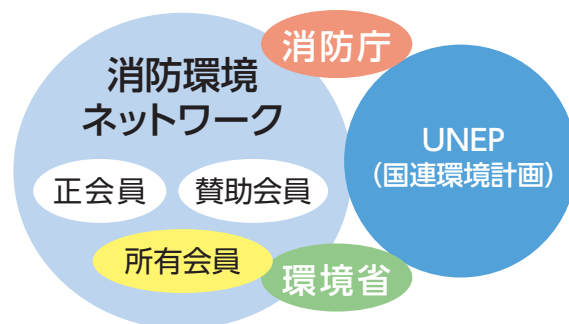 消防庁
消防環境
ネットワーク
正会員
賛助会員
所有会員
環境省
UNEP
（国連環境計画）